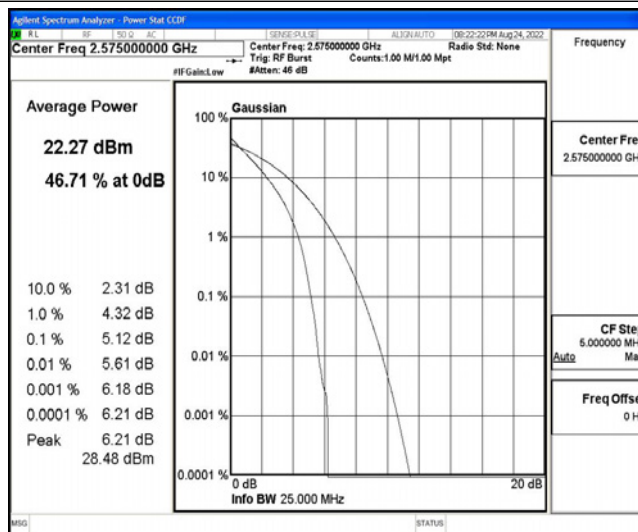 Agilent Spectrum Analyzer - Power Stat CCDF
RL RF 50 Ω AC SENSE:PULSE ALIGN AUTO 08:22:22 PM Aug 24, 2022
Center Freq 2.575000000 GHz
Center Freq: 2.575000000 GHz Radio Std: None
Trig: RF Burst Counts:1.00 M/1.00 Mpt
#IFGain:Low #Atten: 46 dB
Frequency
Average Power
22.27 dBm
46.71 % at 0dB
10.0 % 2.31 dB
1.0 % 4.32 dB
0.1 % 5.12 dB
0.01 % 5.61 dB
0.001 % 6.18 dB
0.0001 % 6.21 dB
Peak 6.21 dB
28.48 dBm
Gaussian
100 %
10 %
1 %
0.1 %
0.01 %
0.001 %
0.0001 %
0 dB 20 dB
Info BW 25.000 MHz
Center Fre
2.575000000 GH
CF Ste
5.000000 MH
Auto Ma
Freq Offse
0 H
MSG STATUS